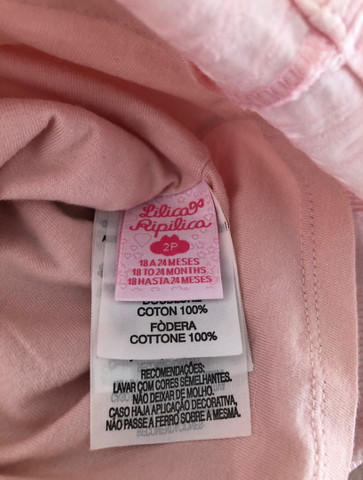 Lilica
Ripilica
2P
18 A 24 MESES
18 TO 24 MONTHS
18 HASTA 24 MESES
COTON 100%
FÒDERA
COTTONE 100%
RECOMENDAÇÕES:
LAVAR COM CORES SEMELHANTES.
NÃO DEIXAR DE MOLHO.
CASO HAJA APLICAÇÃO DECORATIVA,
NÃO PASSE A FERRO SOBRE A MESMA.